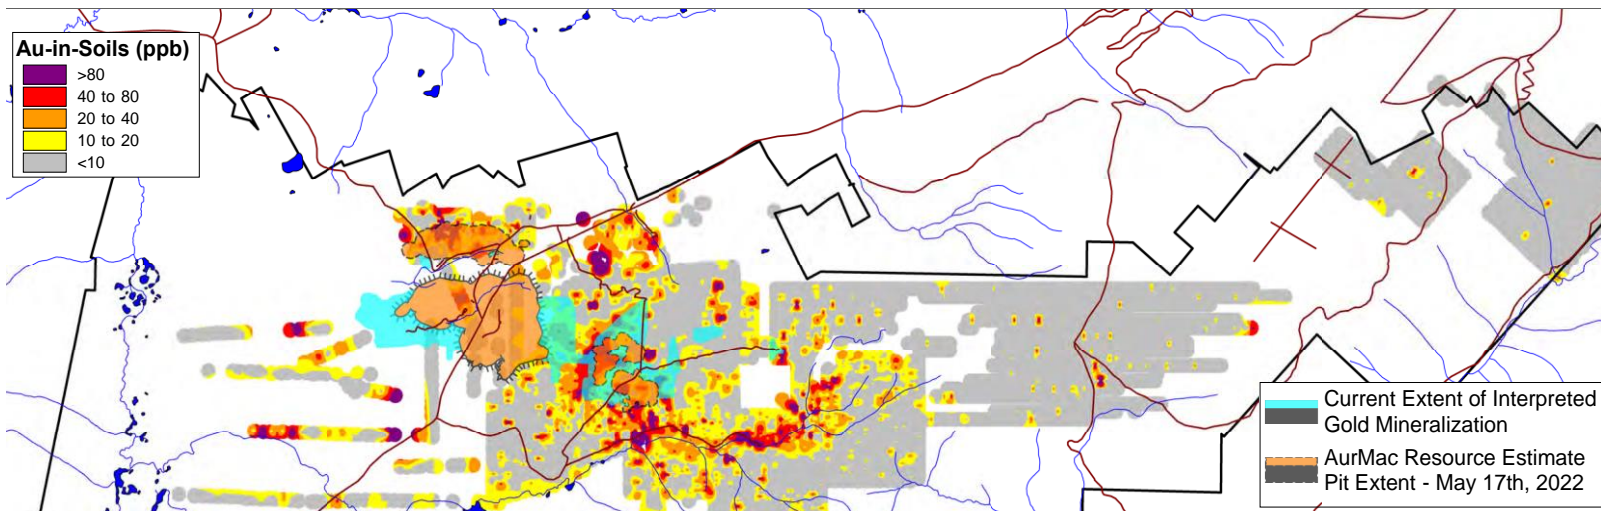 Au-in-Soils (ppb)
>80
40 to 80
20 to 40
10 to 20
<10
Current Extent of Interpreted
Gold Mineralization
AurMac Resource Estimate
Pit Extent - May 17th, 2022